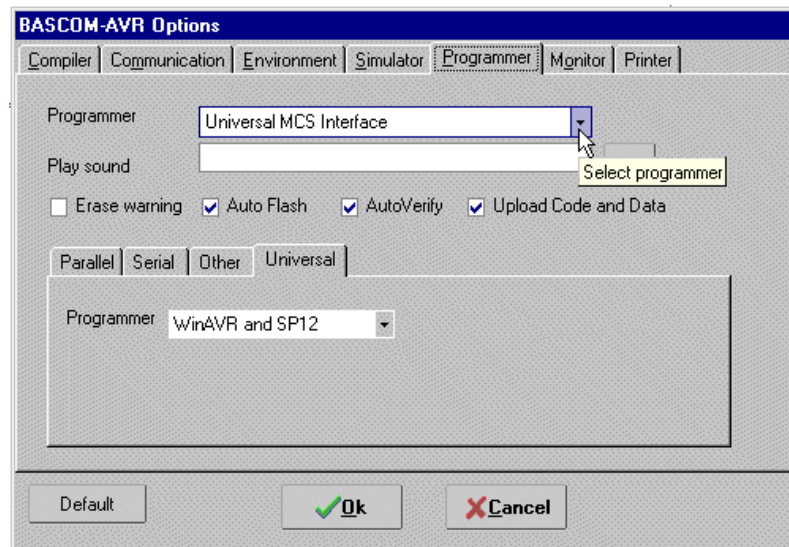 BASCOM-AVR Options
Compiler Communication Environment Simulator Programmer Monitor Printer
Programmer Universal MCS Interface
Play sound
Select programmer
Erase warning Auto Flash AutoVerify Upload Code and Data
Parallel Serial Other Universal
Programmer WinAVR and SP12
Default Ok Cancel